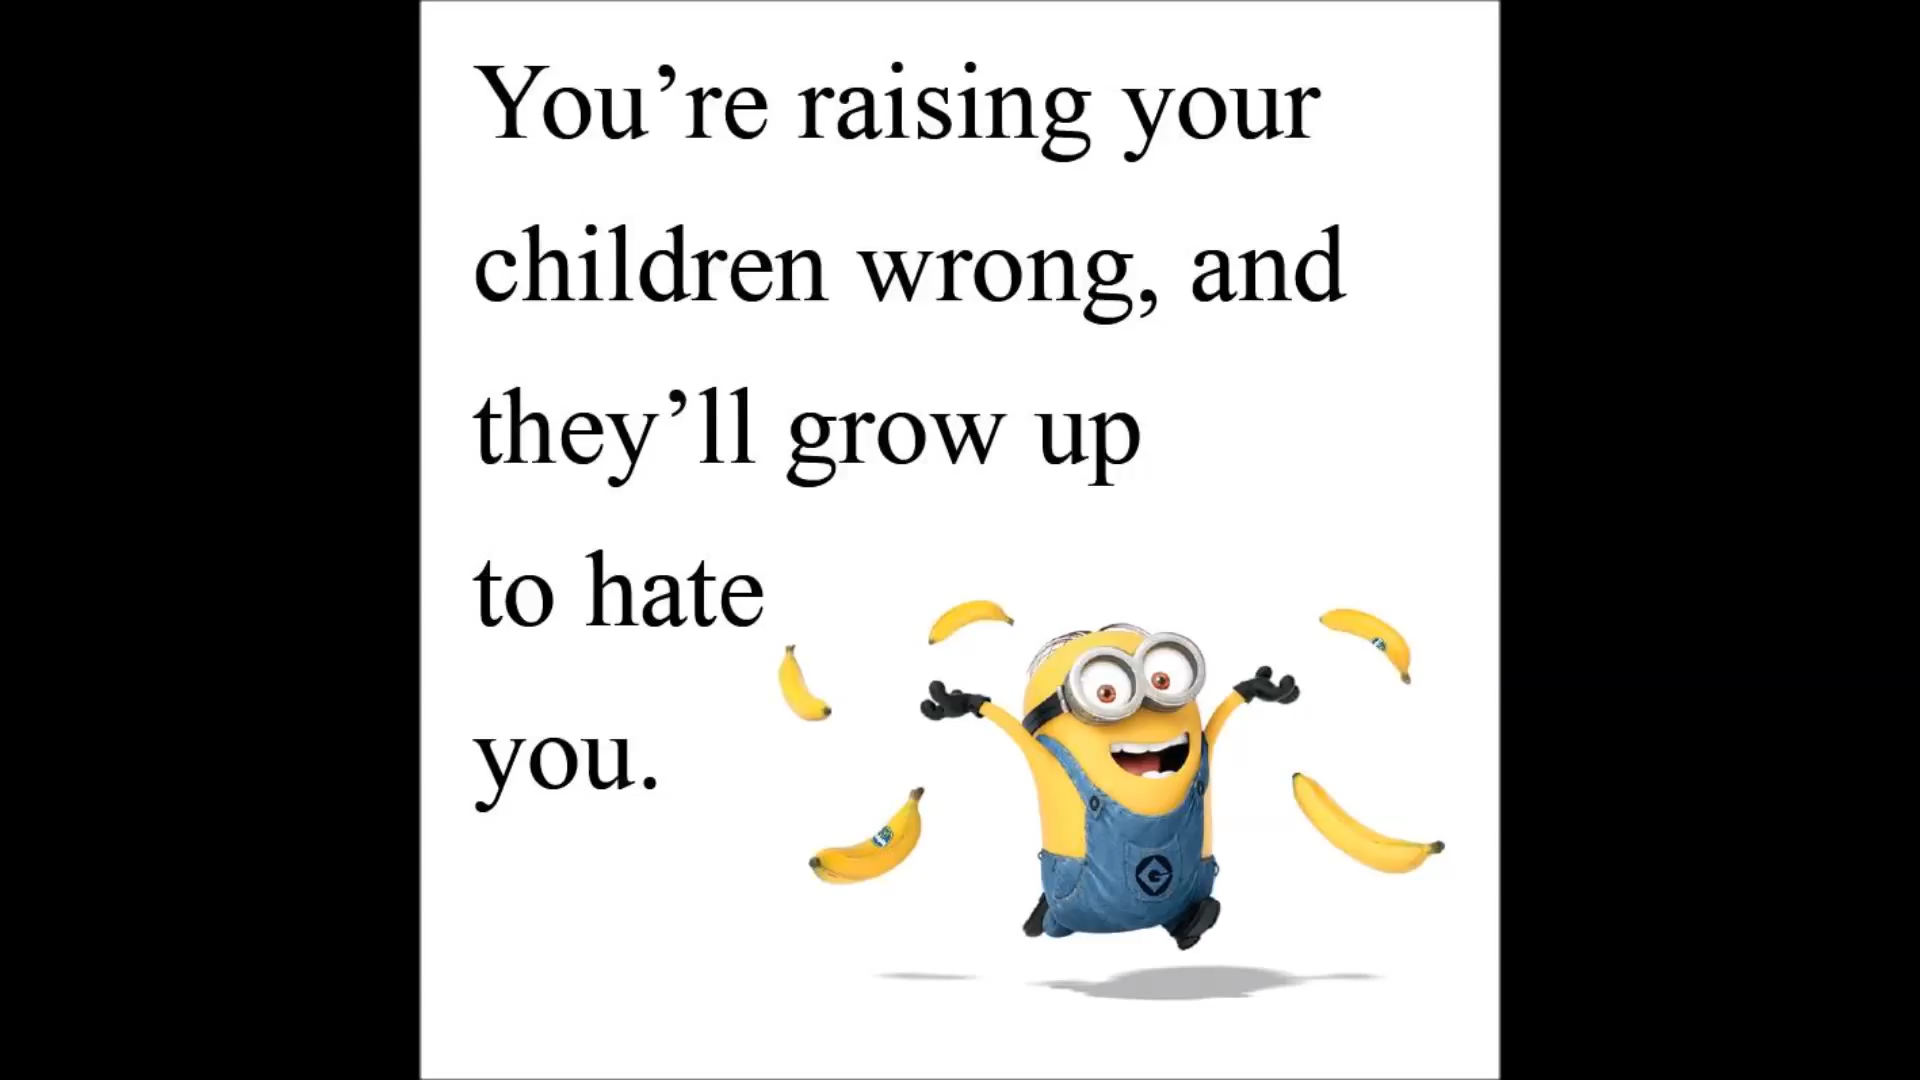 You’re raising your
children wrong, and
they’ll grow up
to hate
you.